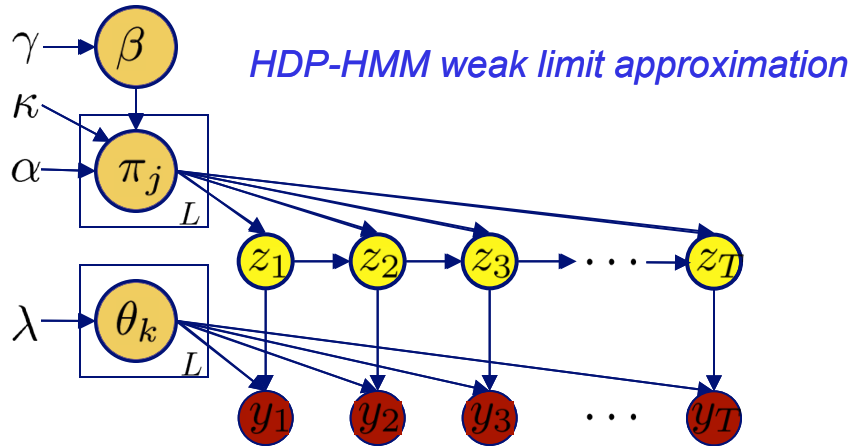 γ β
HDP-HMM weak limit approximation
κ
α π_j
L
z_1 z_2 z_3 · · · z_T
λ θ_k
L
y_1 y_2 y_3 · · · y_T